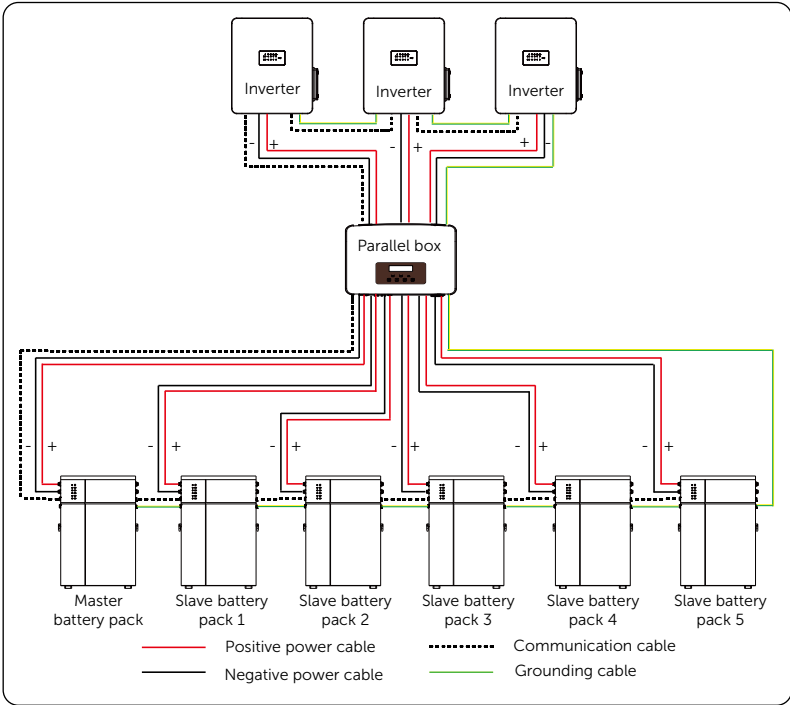 Inverter
Inverter
Inverter
- + - + + -
Parallel box
- + - + - + - + - + - +
Master
battery pack
Slave battery
pack 1
Slave battery
pack 2
Slave battery
pack 3
Slave battery
pack 4
Slave battery
pack 5
Positive power cable
Communication cable
Negative power cable
Grounding cable